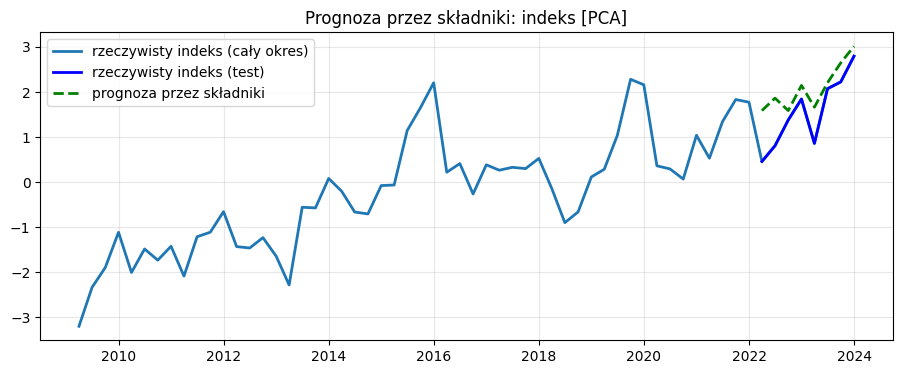 Prognoza przez składniki: indeks [PCA]
rzeczywisty indeks (cały okres)
rzeczywisty indeks (test)
prognoza przez składniki
3
2
1
0
−1
−2
−3
2010 2012 2014 2016 2018 2020 2022 2024